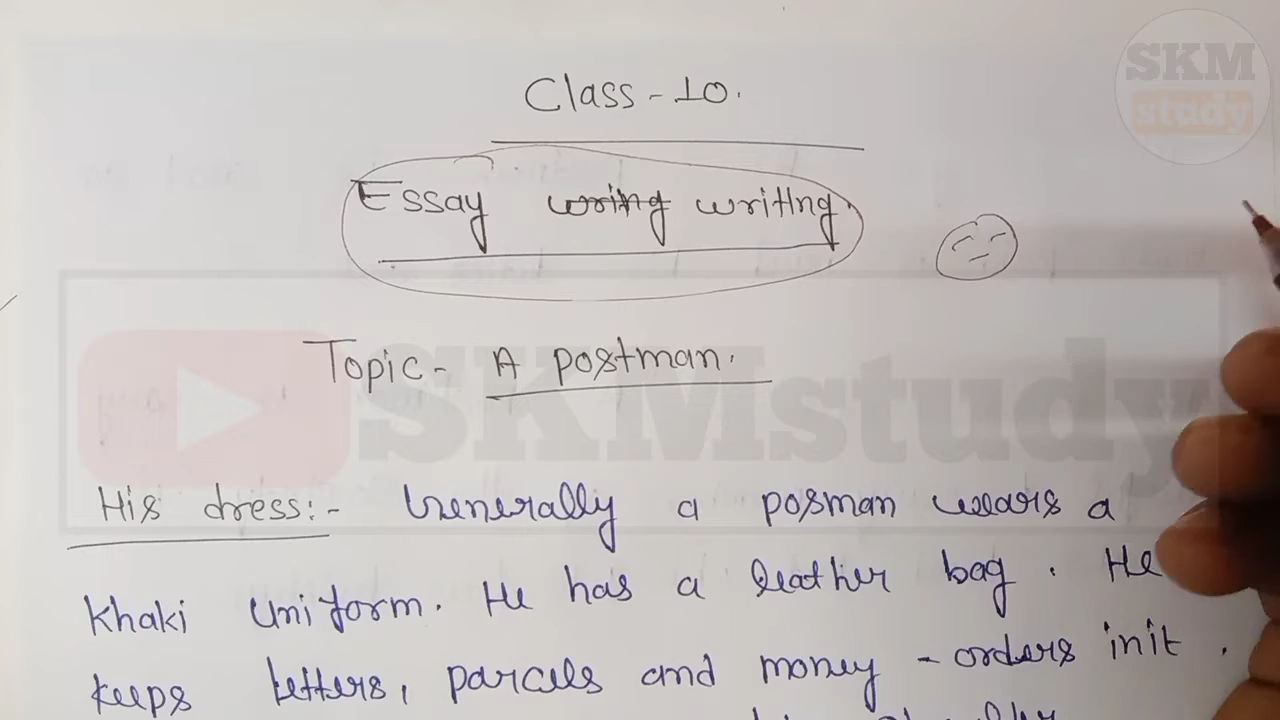 SKM
study
Class - 10.
Essay wring writing
Topic - A postman.
SKMstudy
His dress:- Generally a posman wears a
khaki uniform. He has a leather bag. He
keeps letters, parcels and money - orders init.